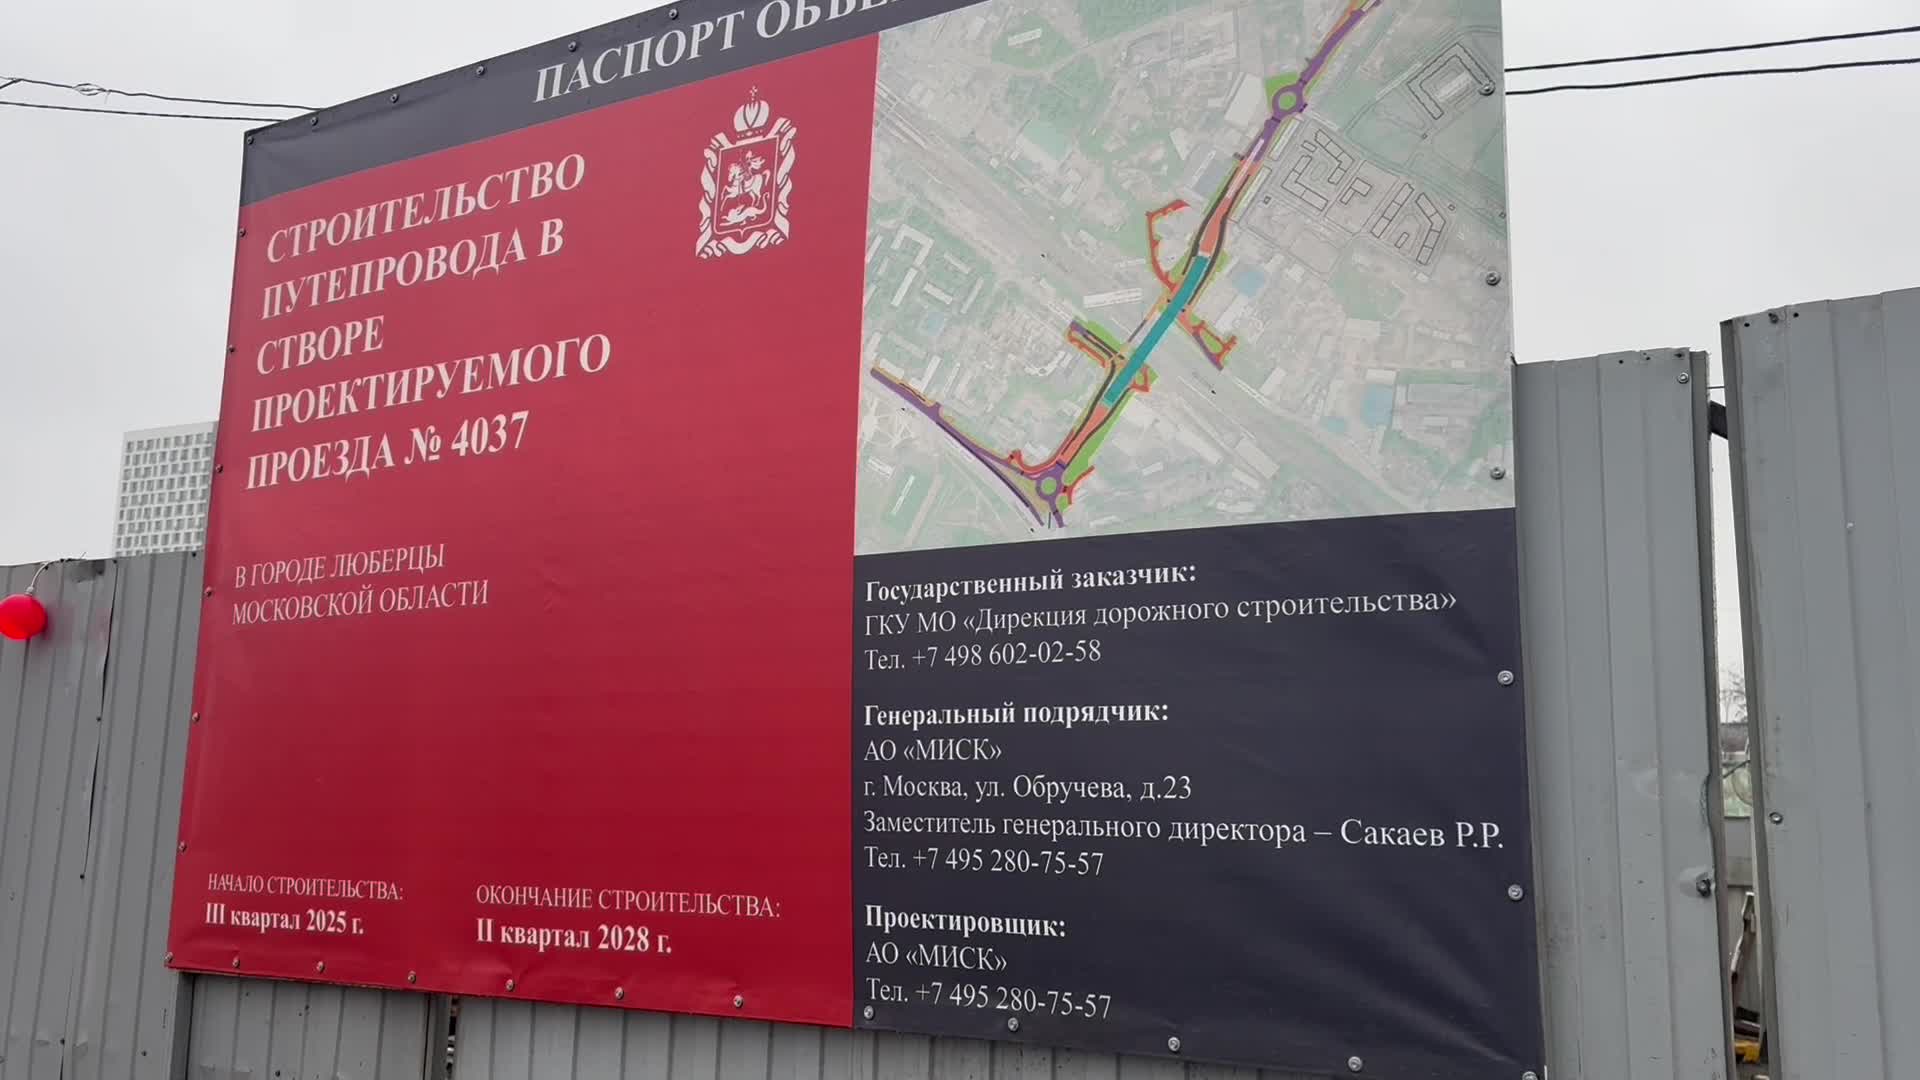 ПАСПОРТ
СТРОИТЕЛЬСТВО
ПУТЕПРОВОДА В
СТВОРЕ
ПРОЕКТИРУЕМОГО
ПРОЕЗДА № 4037
В ГОРОДЕ ЛЮБЕРЦЫ
МОСКОВСКОЙ ОБЛАСТИ
НАЧАЛО СТРОИТЕЛЬСТВА:
III квартал 2025 г.
ОКОНЧАНИЕ СТРОИТЕЛЬСТВА:
II квартал 2028 г.
Государственный заказчик:
ГКУ МО «Дирекция дорожного строительства»
Тел. +7 498 602-02-58
Генеральный подрядчик:
АО «МИСК»
г. Москва, ул. Обручева, д.23
Заместитель генерального директора – Сакаев Р.Р.
Тел. +7 495 280-75-57
Проектировщик:
АО «МИСК»
Тел. +7 495 280-75-57